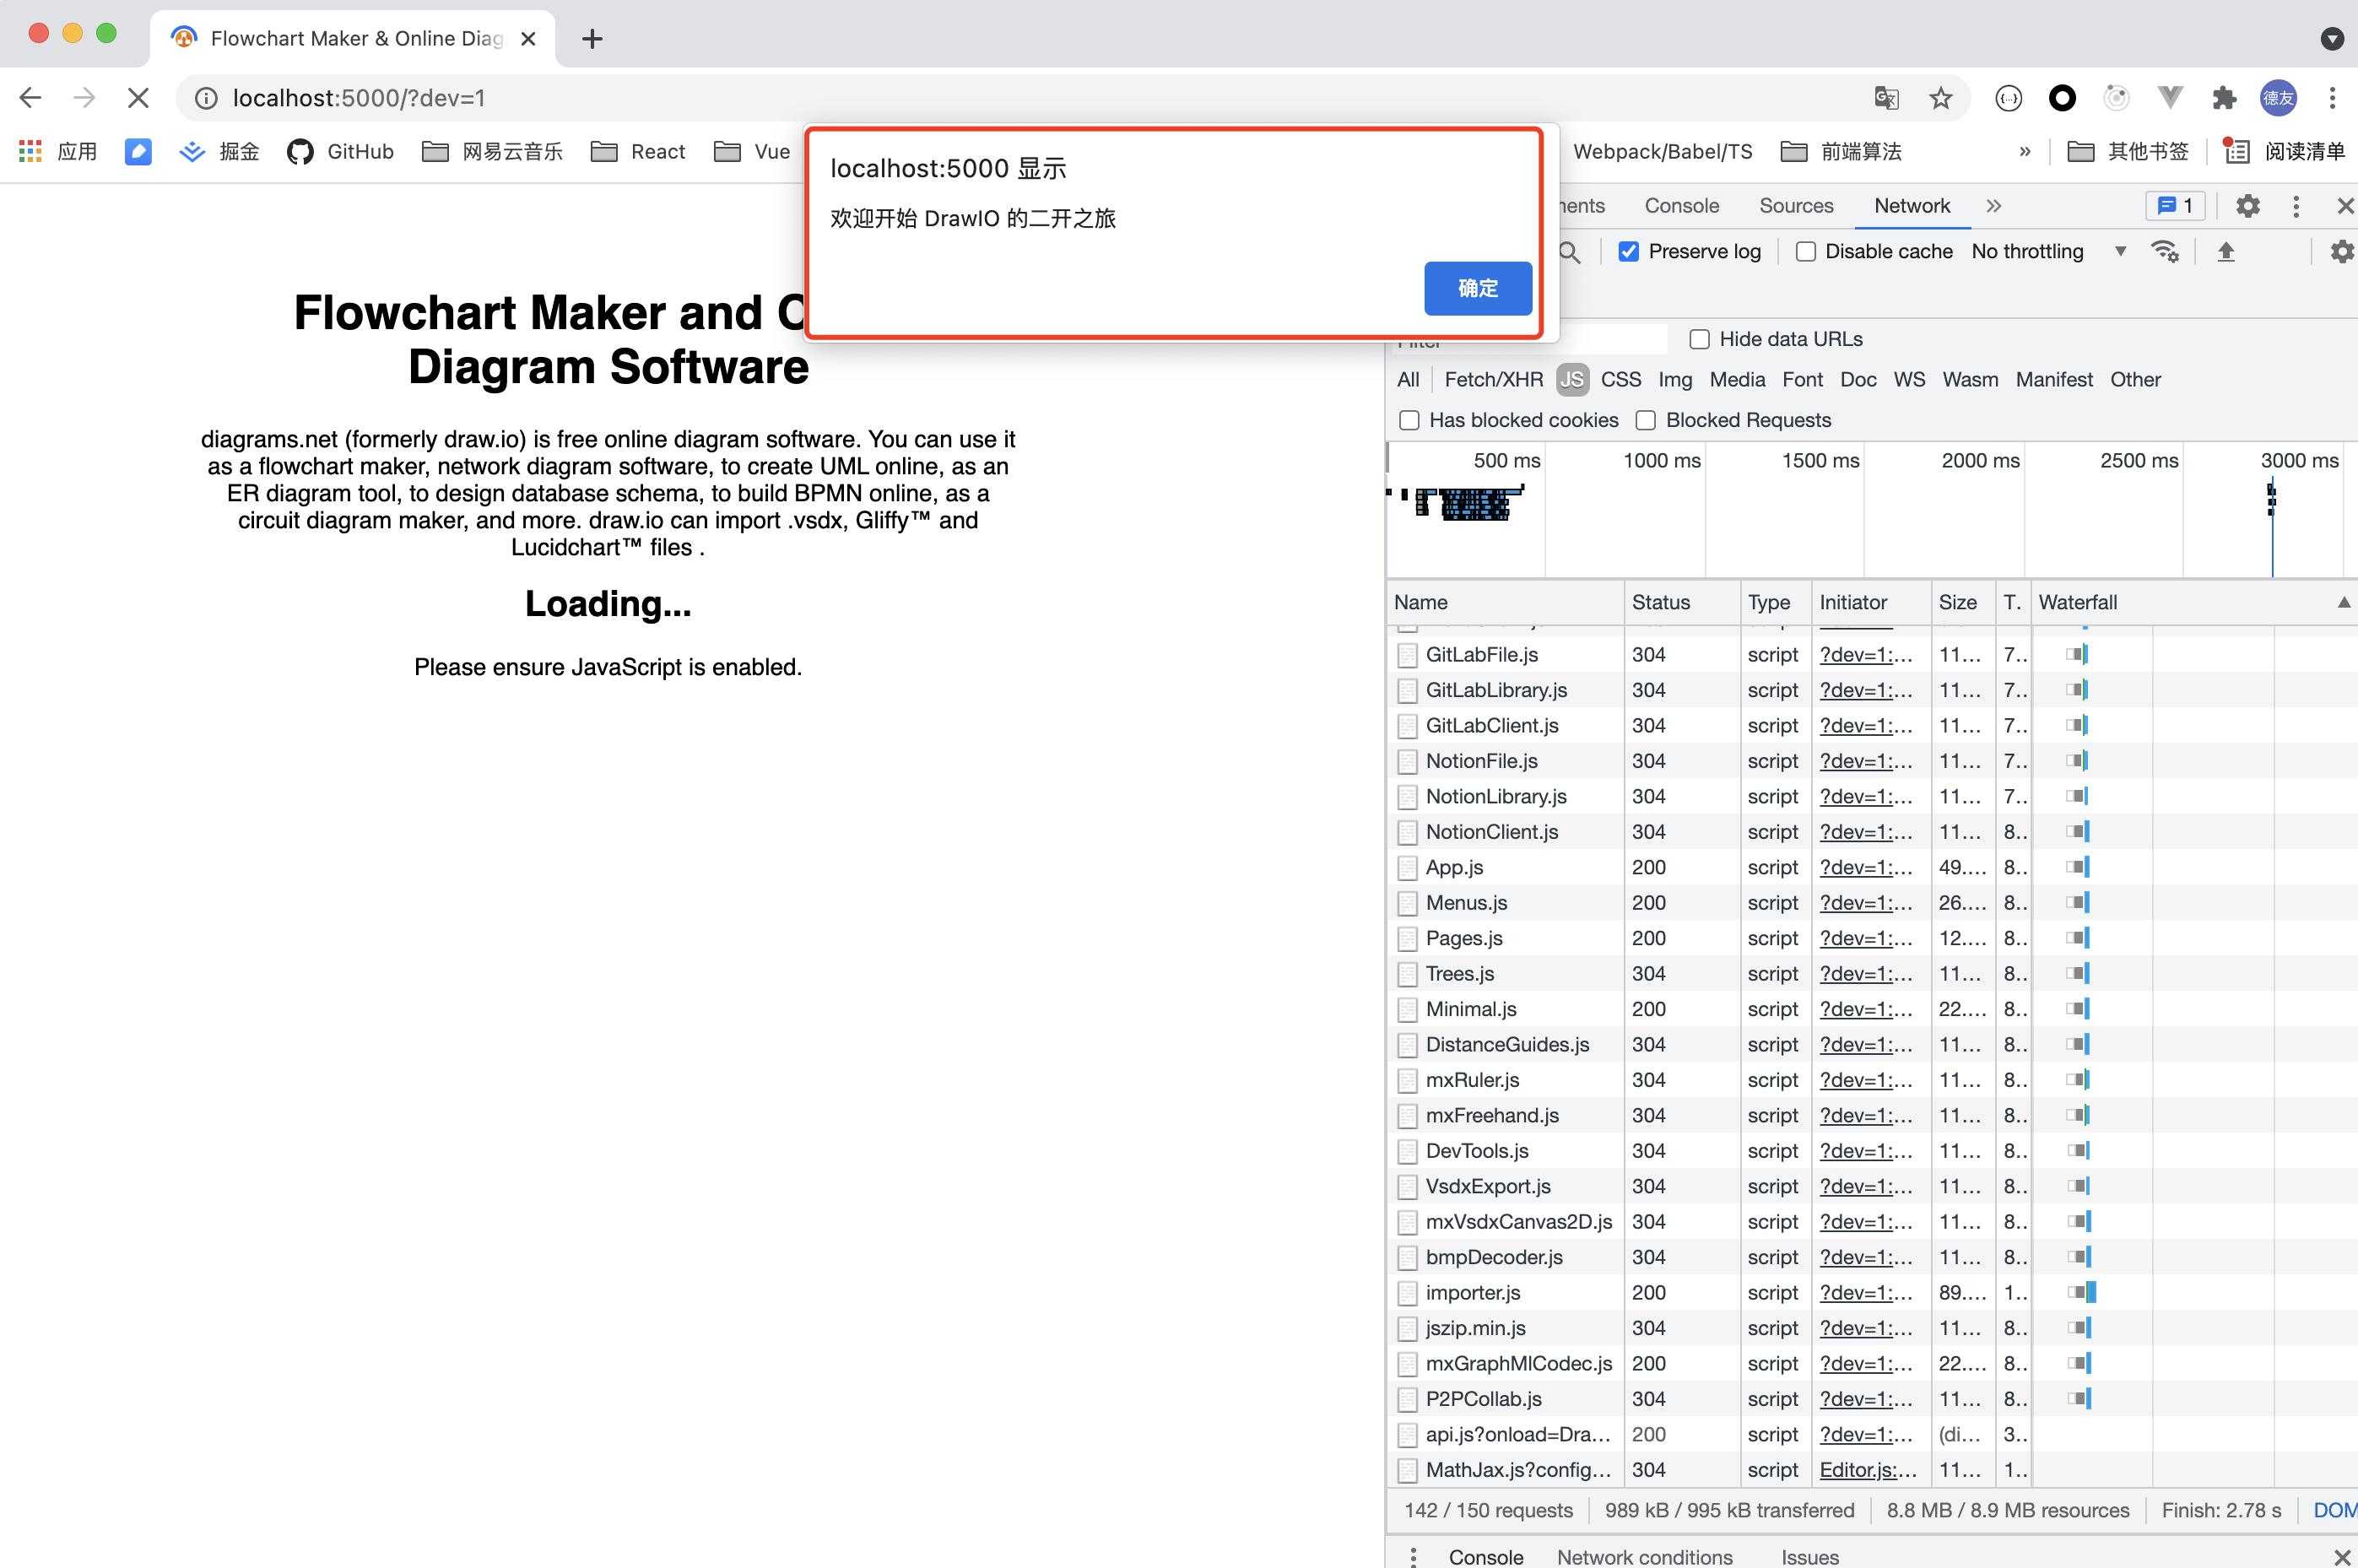 Flowchart Maker & Online Diag
localhost:5000/?dev=1
德友
应用
掘金
GitHub
网易云音乐
React
Vue
Webpack/Babel/TS
前端算法
»
其他书签
阅读清单
localhost:5000 显示
欢迎开始 DrawIO 的二开之旅
确定
Flowchart Maker and O
Diagram Software
diagrams.net (formerly draw.io) is free online diagram software. You can use it
as a flowchart maker, network diagram software, to create UML online, as an
ER diagram tool, to design database schema, to build BPMN online, as a
circuit diagram maker, and more. draw.io can import .vsdx, Gliffy™ and
Lucidchart™ files .
Loading...
Please ensure JavaScript is enabled.
Console Sources Network » 1
Preserve log Disable cache No throttling
Filter Hide data URLs
All Fetch/XHR JS CSS Img Media Font Doc WS Wasm Manifest Other
Has blocked cookies Blocked Requests
500 ms 1000 ms 1500 ms 2000 ms 2500 ms 3000 ms
Name Status Type Initiator Size T. Waterfall
GitLabFile.js 304 script ?dev=1:… 11… 7..
GitLabLibrary.js 304 script ?dev=1:… 11… 7..
GitLabClient.js 304 script ?dev=1:… 11… 7..
NotionFile.js 304 script ?dev=1:… 11… 7..
NotionLibrary.js 304 script ?dev=1:… 11… 7..
NotionClient.js 304 script ?dev=1:… 11… 8..
App.js 200 script ?dev=1:… 49.… 8..
Menus.js 200 script ?dev=1:… 26.… 8..
Pages.js 200 script ?dev=1:… 12.… 8..
Trees.js 304 script ?dev=1:… 11… 8..
Minimal.js 200 script ?dev=1:… 22.… 8..
DistanceGuides.js 304 script ?dev=1:… 11… 8..
mxRuler.js 304 script ?dev=1:… 11… 8..
mxFreehand.js 304 script ?dev=1:… 11… 8..
DevTools.js 304 script ?dev=1:… 11… 8..
VsdxExport.js 304 script ?dev=1:… 11… 8..
mxVsdxCanvas2D.js 304 script ?dev=1:… 11… 8..
bmpDecoder.js 304 script ?dev=1:… 11… 8..
importer.js 200 script ?dev=1:… 89.… 1..
jszip.min.js 304 script ?dev=1:… 11… 8..
mxGraphMlCodec.js 200 script ?dev=1:… 22.… 8..
P2PCollab.js 304 script ?dev=1:… 11… 8..
api.js?onload=Dra… 200 script ?dev=1:… (di… 3..
MathJax.js?config… 304 script Editor.js:… 11… 1..
142 / 150 requests 989 kB / 995 kB transferred 8.8 MB / 8.9 MB resources Finish: 2.78 s DOM
Console Network conditions Issues